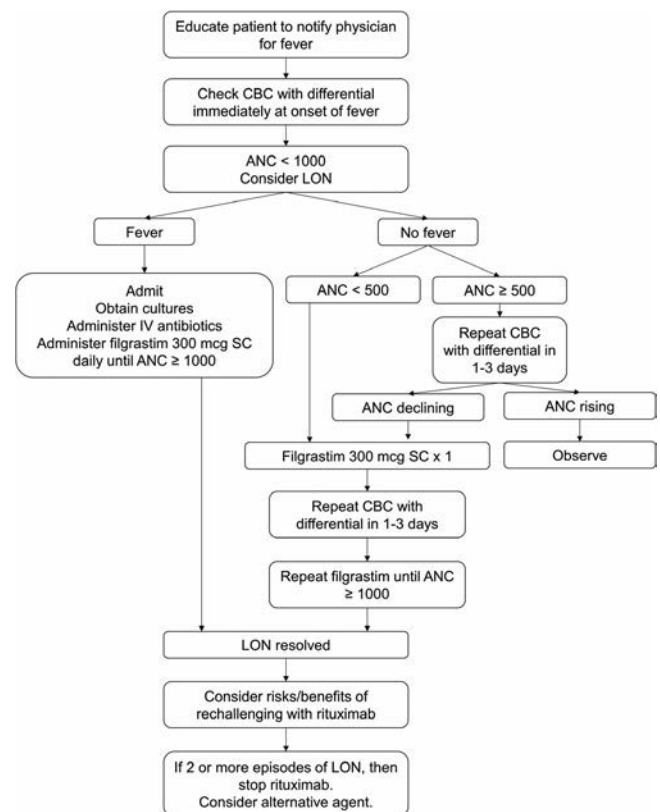 Educate patient to notify physician
for fever
Check CBC with differential
immediately at onset of fever
ANC < 1000
Consider LON
Fever
No fever
Admit
Obtain cultures
Administer IV antibiotics
Administer filgrastim 300 mcg SC
daily until ANC ≥ 1000
ANC < 500
ANC ≥ 500
Repeat CBC
with differential in
1-3 days
ANC declining
ANC rising
Filgrastim 300 mcg SC x 1
Observe
Repeat CBC with
differential in 1-3 days
Repeat filgrastim until ANC
≥ 1000
LON resolved
Consider risks/benefits of
rechallenging with rituximab
If 2 or more episodes of LON, then
stop rituximab.
Consider alternative agent.